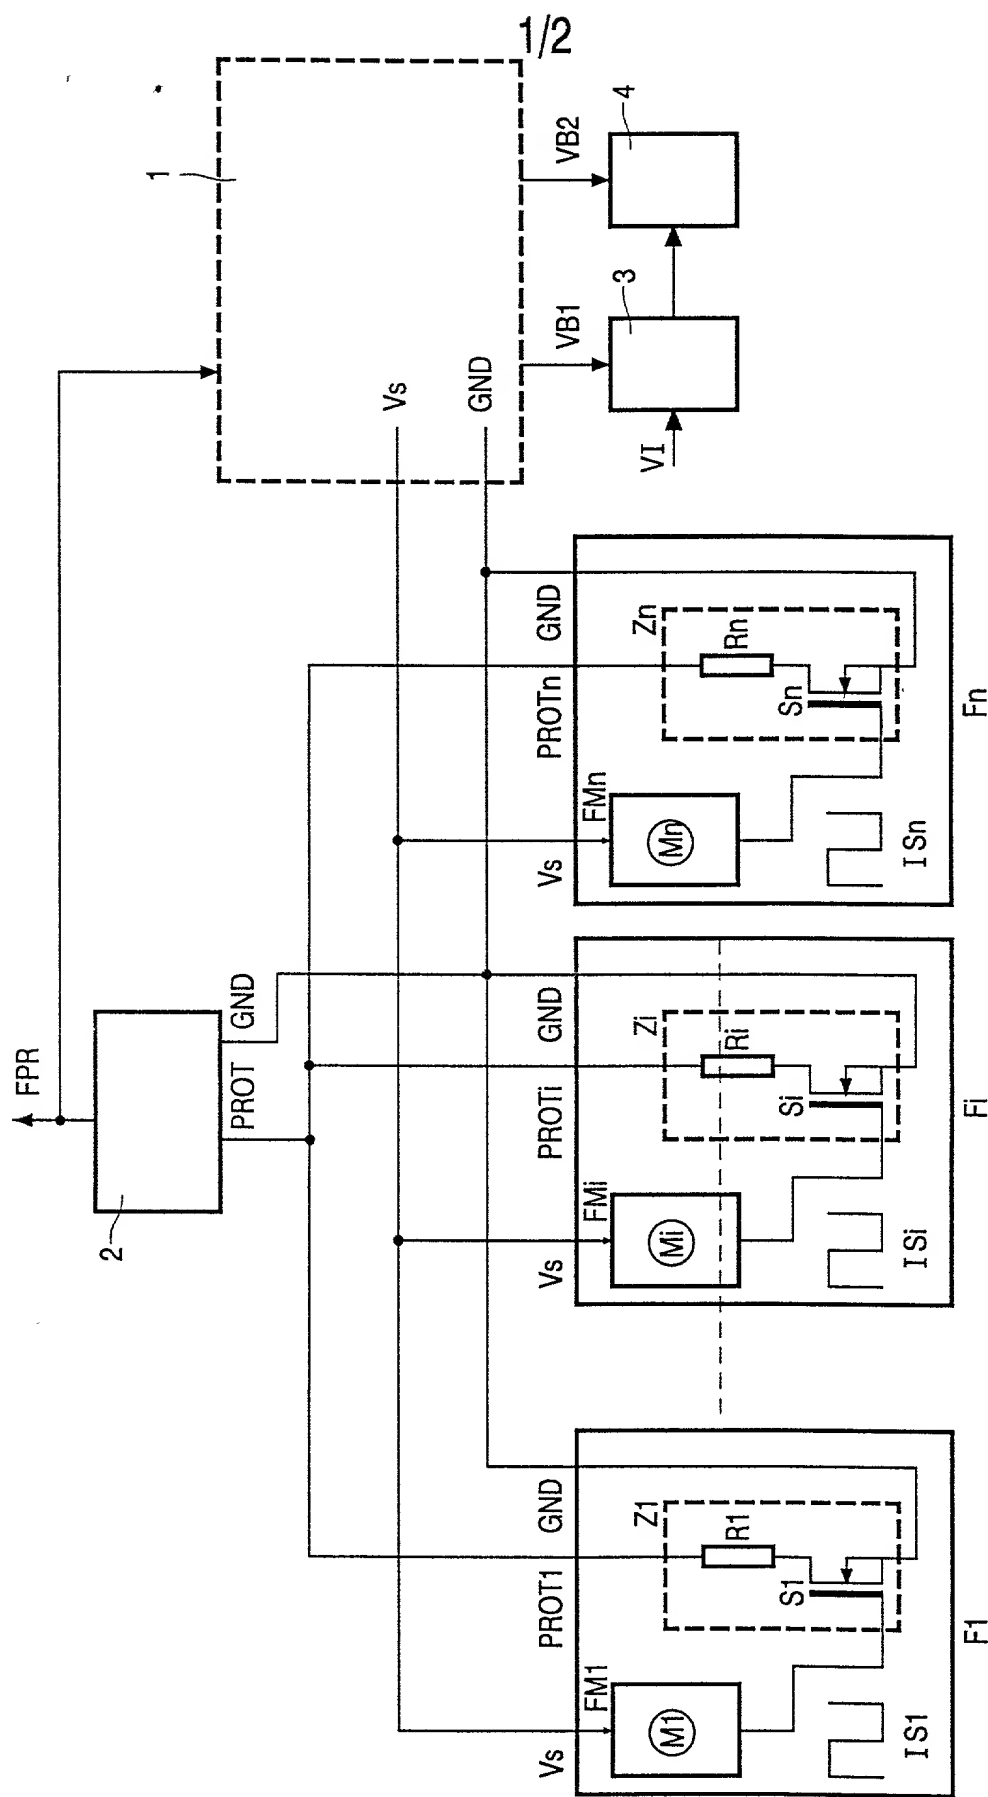 1/2
1
VB2
4
VB1
3
VI
Vs
GND
FPR
GND
PROT
2
GND
PROTn
Zn
Rn
Sn
FMn
Mn
Vs
ISn
Fn
GND
PROTi
Zi
Ri
Si
FMi
Mi
Vs
ISi
Fi
GND
PROT1
Z1
R1
S1
FM1
M1
Vs
IS1
F1